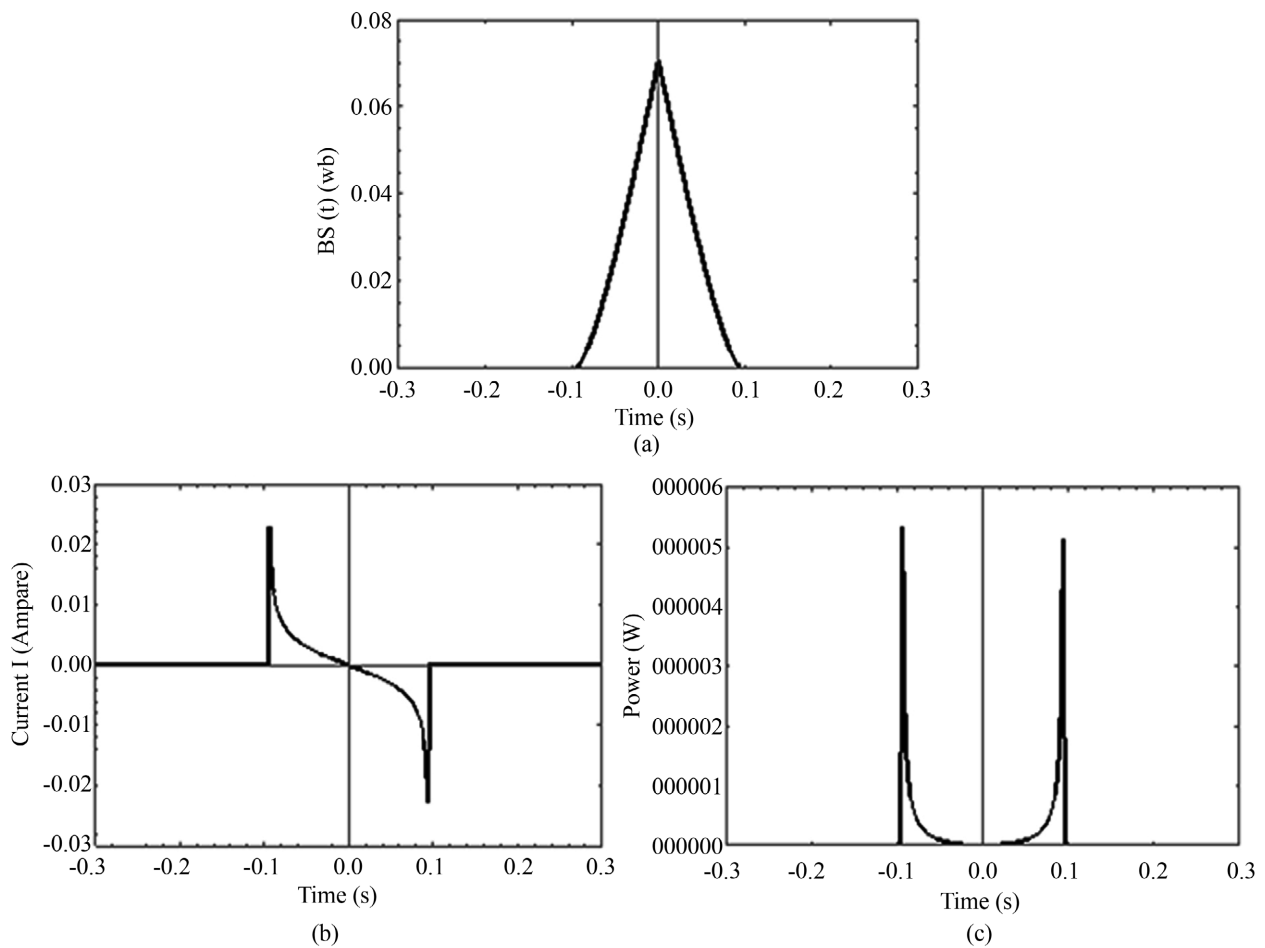 0.08
0.06
0.04
0.02
0.00
BS (t) (wb)
-0.3 -0.2 -0.1 0.0 0.1 0.2 0.3
Time (s)
(a)
0.03
0.02
0.01
0.00
-0.01
-0.02
-0.03
Current I (Ampare)
-0.3 -0.2 -0.1 0.0 0.1 0.2 0.3
Time (s)
(b)
000006
000005
000004
000003
000002
000001
000000
Power (W)
-0.3 -0.2 -0.1 0.0 0.1 0.2 0.3
Time (s)
(c)